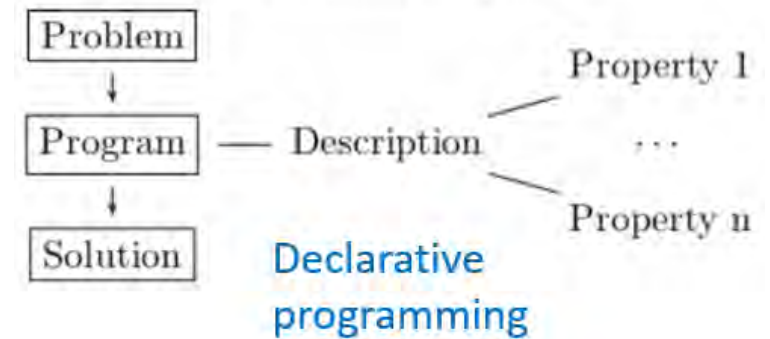 Problem
Program
Solution
Description
Property 1
...
Property n
Declarative
programming